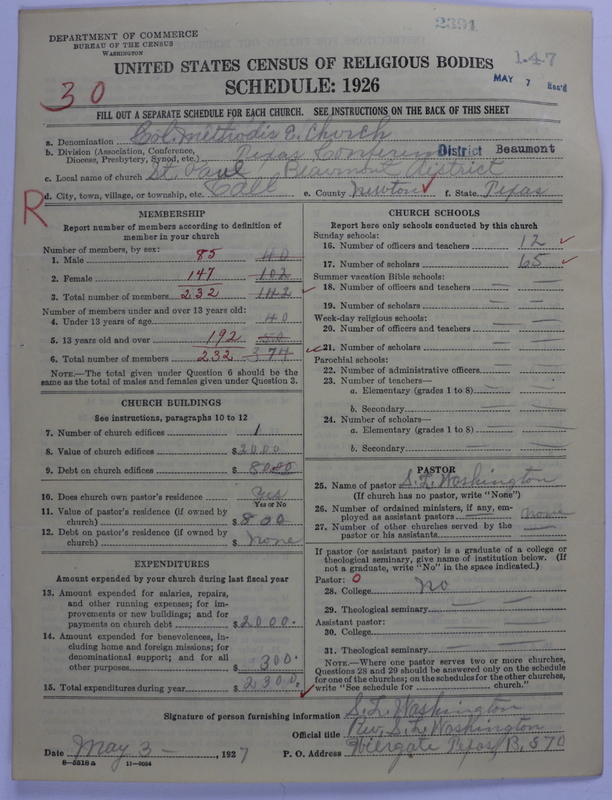 2391
DEPARTMENT OF COMMERCE
BUREAU OF THE CENSUS
WASHINGTON
147
UNITED STATES CENSUS OF RELIGIOUS BODIES
MAY 7 Rec'd
SCHEDULE: 1926
30
FILL OUT A SEPARATE SCHEDULE FOR EACH CHURCH. SEE INSTRUCTIONS ON THE BACK OF THIS SHEET
a. Denomination Col. Methodis E. Church
b. Division (Association, Conference, Diocese, Presbytery, Synod, etc.) Texas Conference District Beaumont
c. Local name of church St. Paul Beaumont District
R
d. City, town, village, or township, etc. Call e. County Newton f. State Texas
MEMBERSHIP
Report number of members according to definition of
member in your church
Number of members, by sex:
1. Male 85 40
2. Female 147 102
3. Total number of members 232 142
Number of members under and over 13 years old:
4. Under 13 years of age 40
5. 13 years old and over 192
6. Total number of members 232 374
NOTE.—The total given under Question 6 should be the
same as the total of males and females given under Question 3.
CHURCH BUILDINGS
See instructions, paragraphs 10 to 12
7. Number of church edifices 1
8. Value of church edifices $2000
9. Debt on church edifices $
10. Does church own pastor's residence Yes
Yes or No
11. Value of pastor's residence (if owned by
church) $800
12. Debt on pastor's residence (if owned by
church) $ None
EXPENDITURES
Amount expended by your church during last fiscal year
13. Amount expended for salaries, repairs,
and other running expenses; for im-
provements or new buildings; and for
payments on church debt $2000.
14. Amount expended for benevolences, in-
cluding home and foreign missions; for
denominational support; and for all
other purposes $300.
15. Total expenditures during year $2300.
CHURCH SCHOOLS
Report here only schools conducted by this church
Sunday schools:
16. Number of officers and teachers 12
17. Number of scholars 65
Summer vacation Bible schools:
18. Number of officers and teachers
19. Number of scholars
Week-day religious schools:
20. Number of officers and teachers
21. Number of scholars
Parochial schools:
22. Number of administrative officers
23. Number of teachers—
a. Elementary (grades 1 to 8)
b. Secondary
24. Number of scholars—
a. Elementary (grades 1 to 8)
b. Secondary
PASTOR
25. Name of pastor S. L. Washington
(If church has no pastor, write "None")
26. Number of ordained ministers, if any, em-
ployed as assistant pastors None
27. Number of other churches served by the
pastor or his assistants
If pastor (or assistant pastor) is a graduate of a college or
theological seminary, give name of institution below. (If
not a graduate, write "No" in the space indicated.)
Pastor: 0
28. College No
29. Theological seminary
Assistant pastor:
30. College
31. Theological seminary
NOTE.—Where one pastor serves two or more churches,
Questions 28 and 29 should be answered only on the schedule
for one of the churches; on the schedules for the other churches,
write "See schedule for church."
Signature of person furnishing information S. L. Washington
Official title Rev. S. L. Washington
Date May 3 — , 1927 P. O. Address Wiergate Texas, B, 570
8—5518 a 11—9034